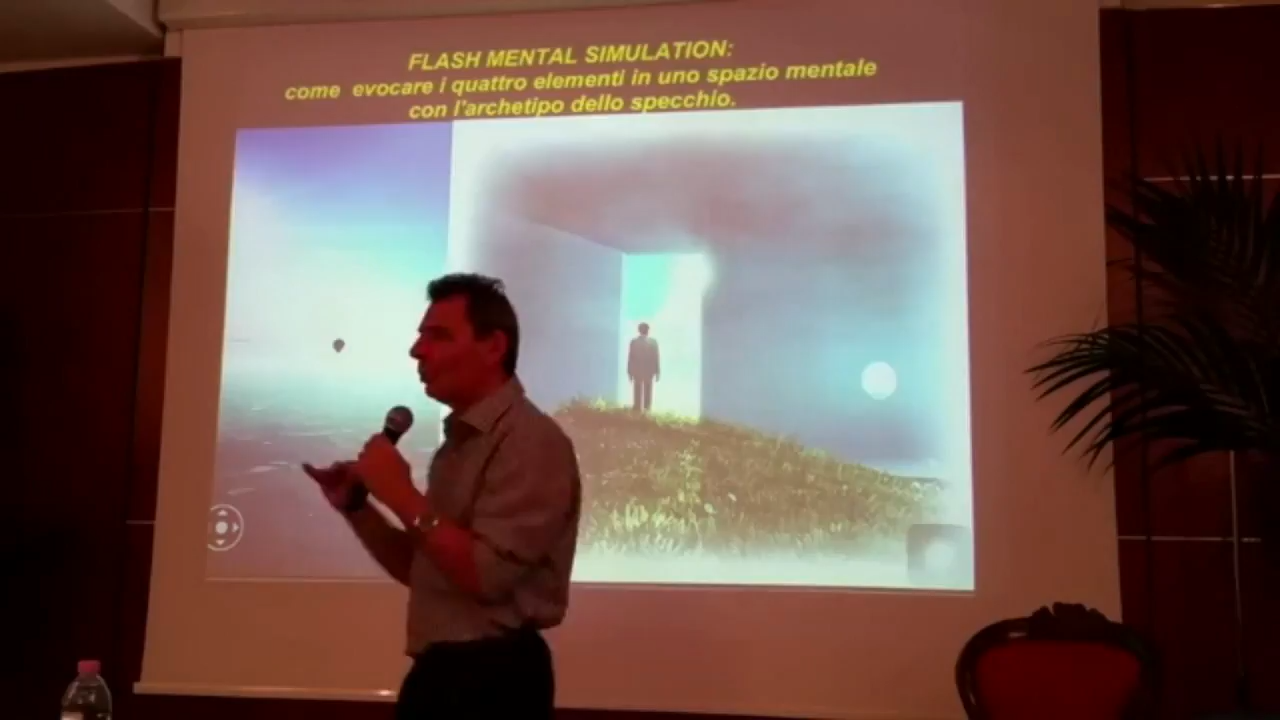 FLASH MENTAL SIMULATION:
come evocare i quattro elementi in uno spazio mentale
con l'archetipo dello specchio.